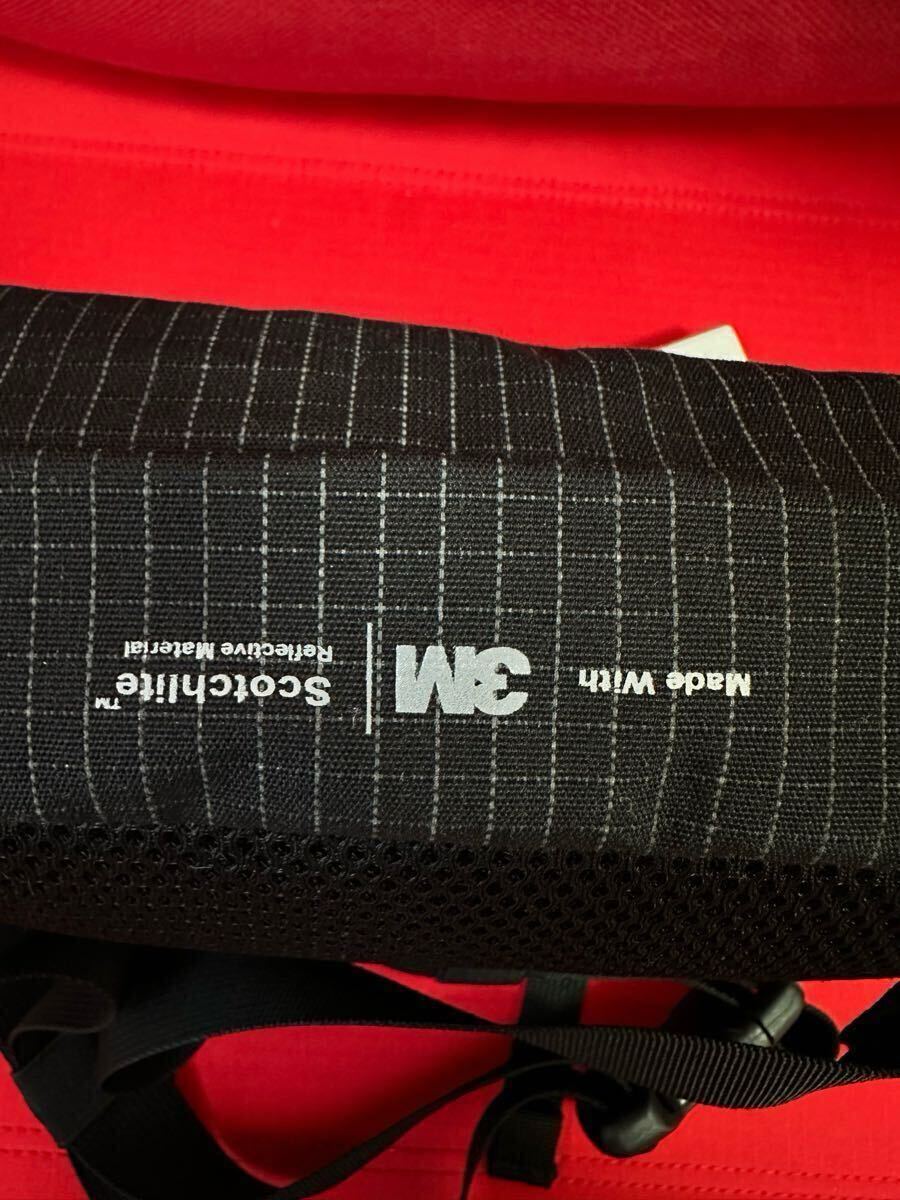 Made With
3M
Scotchlite™
Reflective Material